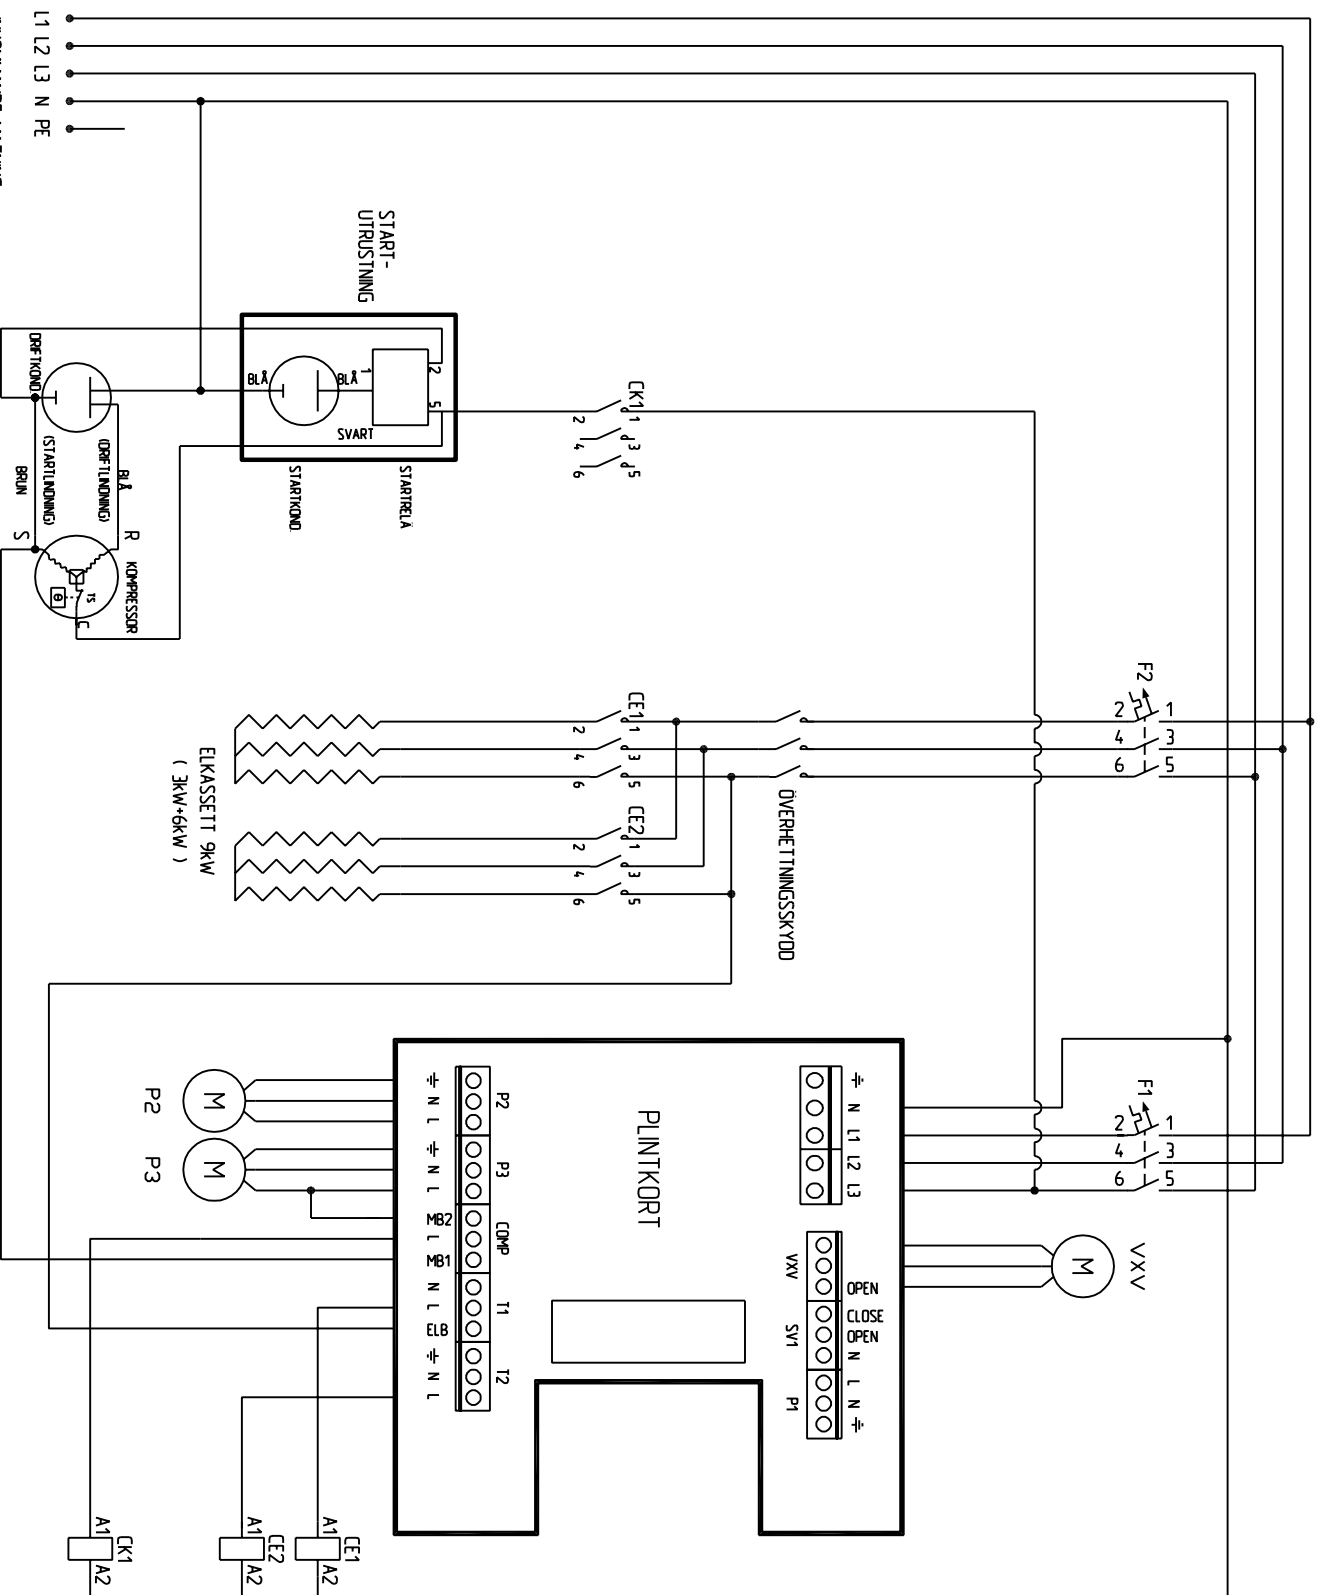 L1
L2
L3
N
PE
START-
UTRUSTNING
DRIFTKOND
BLÅ
BLÅ
1
2
5
SVART
STARTKOND.
STARTRELÄ
(STARTLINDNING)
(DRIFTLINDNING)
BLÅ
BRUN
S
R
KOMPRESSOR
TS
Θ
C
CK1
1
2
3
4
5
6
F2
1
2
3
4
5
6
CE1
1
2
3
4
5
6
CE2
1
2
3
4
5
6
ELKASSETT 9kW
( 3kW+6kW )
ÖVERHETTNINGSSKYDD
F1
1
2
3
4
5
6
PLINTKORT
N
L1
L2
L3
P2
M
P3
M
P2
N
L
P3
N
L
COMP
MB2
L
MB1
T1
N
L
ELB
T2
N
L
VXV
M
VXV
OPEN
SV1
CLOSE
OPEN
N
P1
L
N
CK1
A1
A2
CE2
A1
A2
CE1
A1
A2